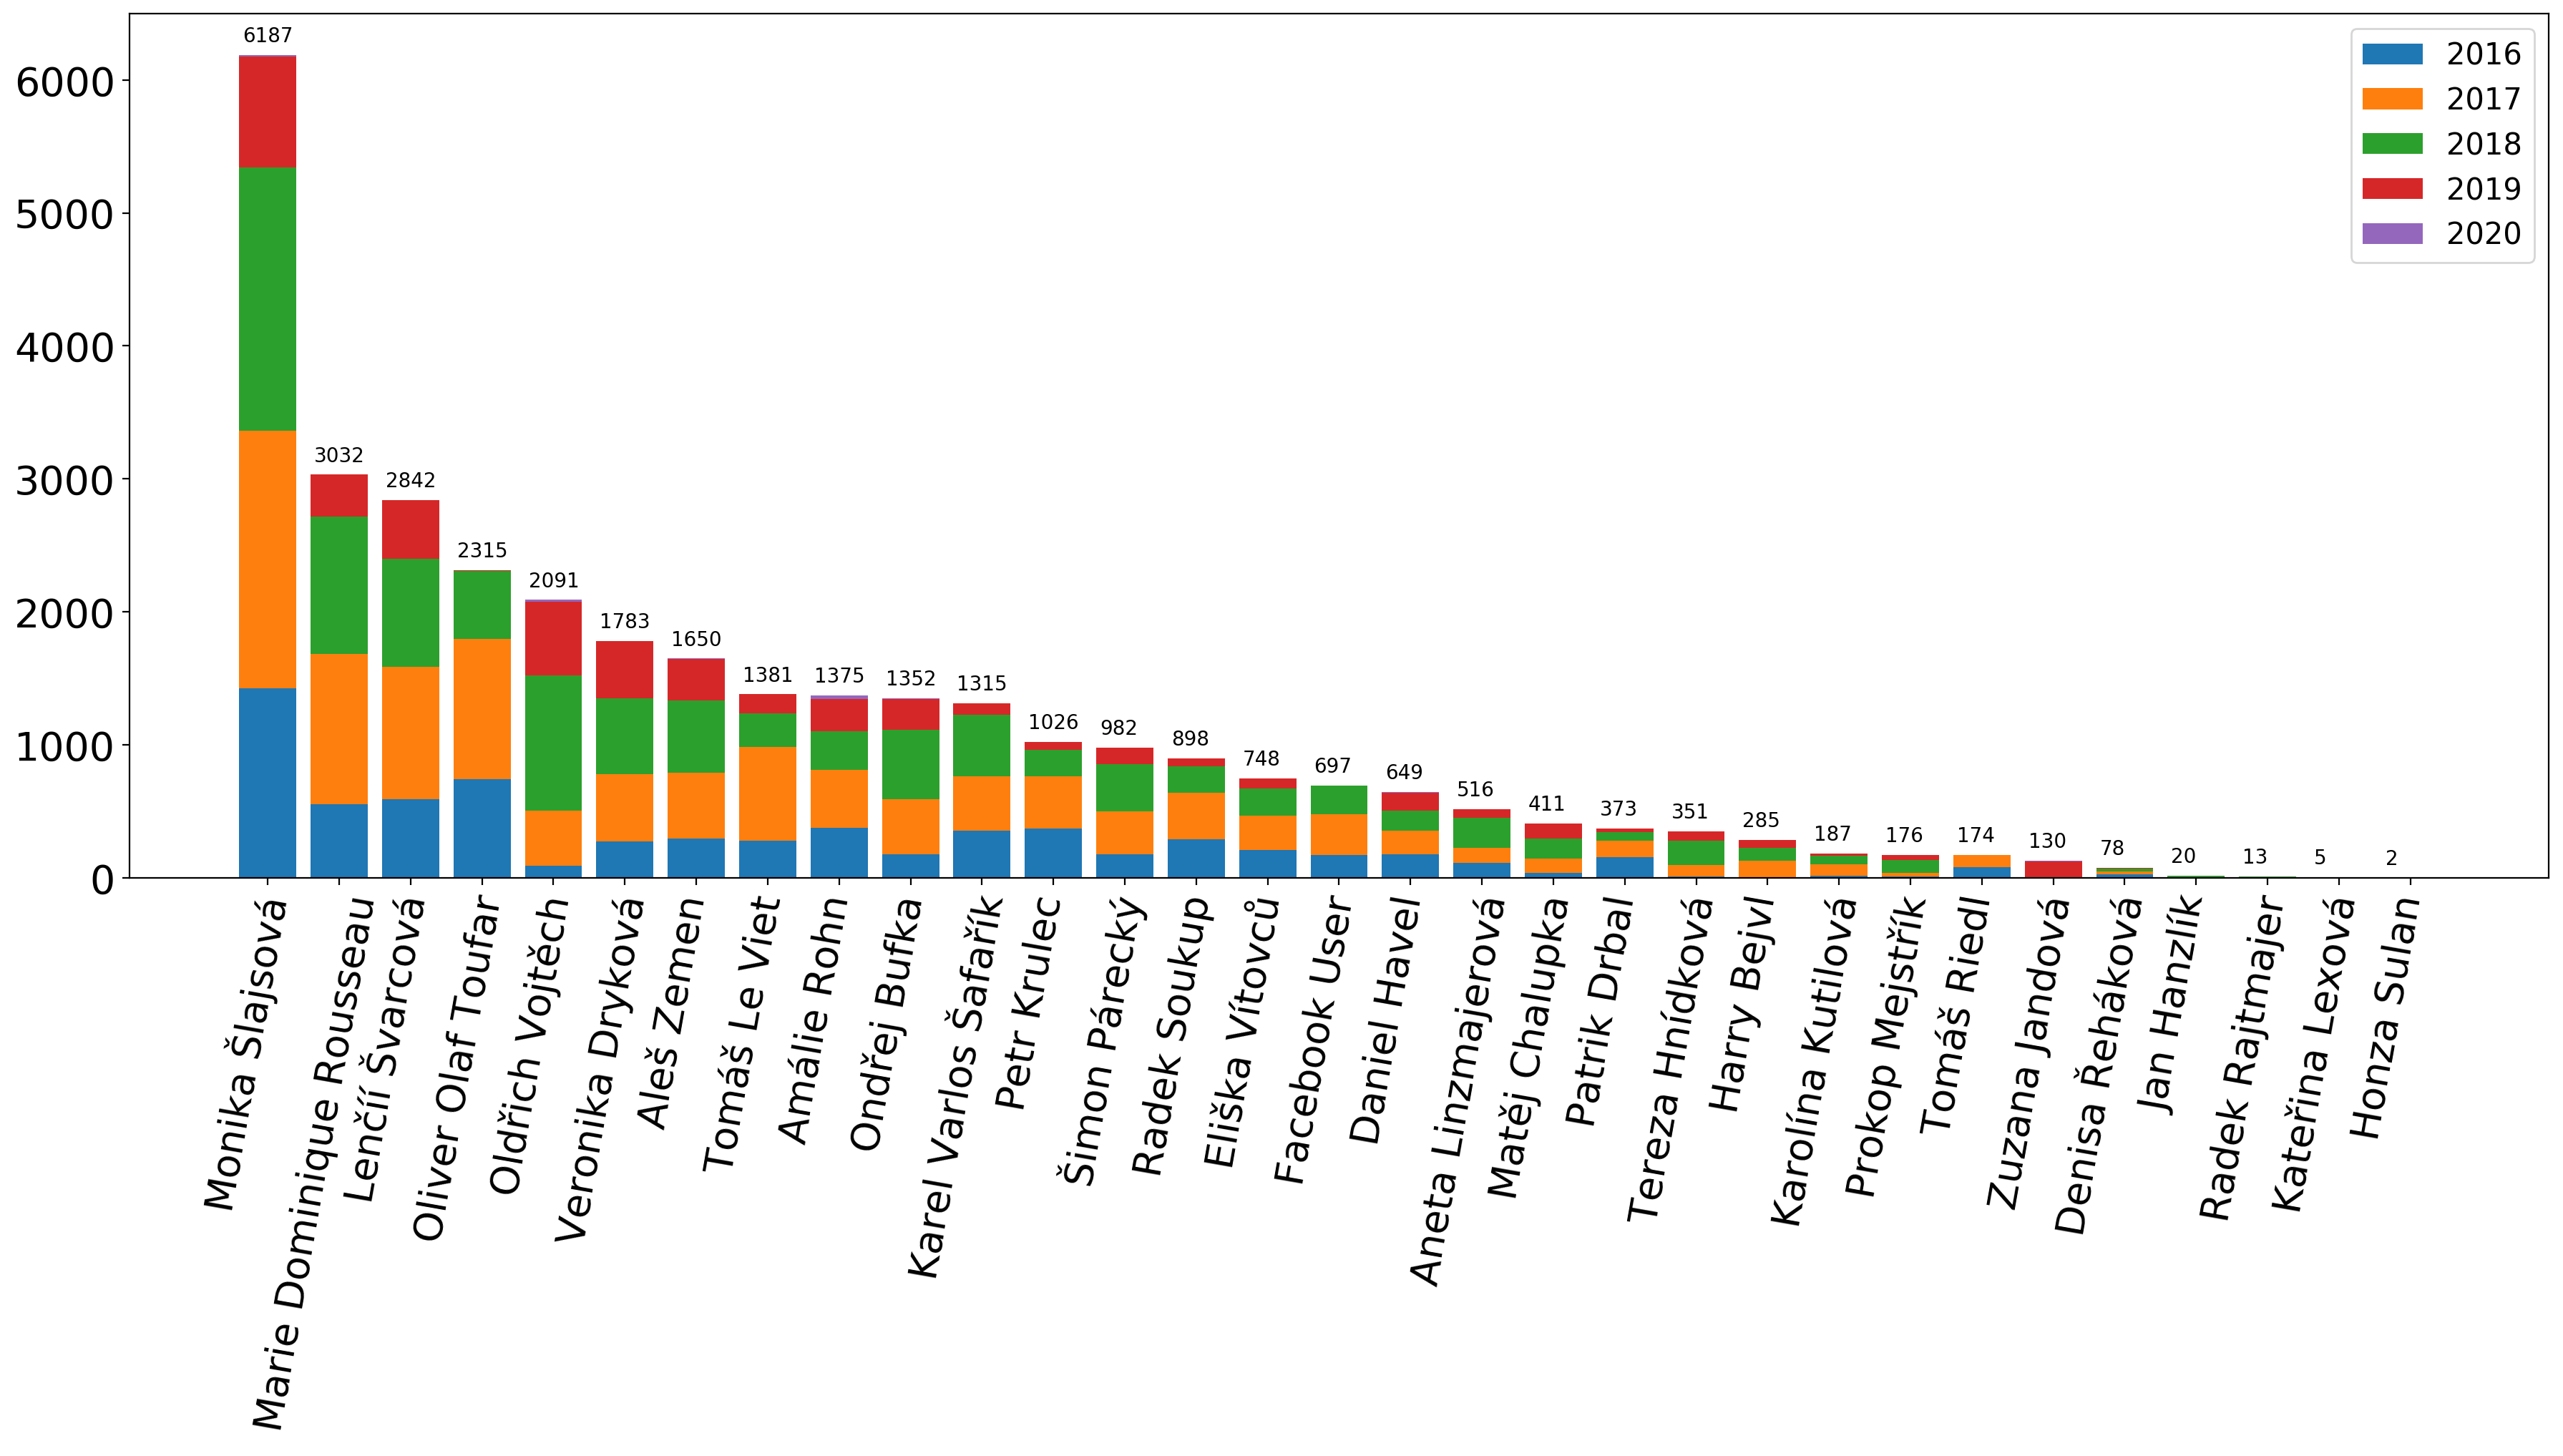 6187
3032
2842
2315
2091
1783
1650
1381
1375
1352
1315
1026
982
898
748
697
649
516
411
373
351
285
187
176
174
130
78
20
13
5
2
6000
5000
4000
3000
2000
1000
0
2016
2017
2018
2019
2020
Monika Šlajsová
Marie Dominique Rousseau
Lenčíí Švarcová
Oliver Olaf Toufar
Oldřich Vojtěch
Veronika Dryková
Aleš Zemen
Tomáš Le Viet
Amálie Rohn
Ondřej Bufka
Karel Varlos Šafařík
Petr Krulec
Šimon Párecký
Radek Soukup
Eliška Vítovců
Facebook User
Daniel Havel
Aneta Linzmajerová
Matěj Chalupka
Patrik Drbal
Tereza Hnídková
Harry Bejvl
Karolína Kutilová
Prokop Mejstřík
Tomáš Riedl
Zuzana Jandová
Denisa Řeháková
Jan Hanzlík
Radek Rajtmajer
Kateřina Lexová
Honza Sulan